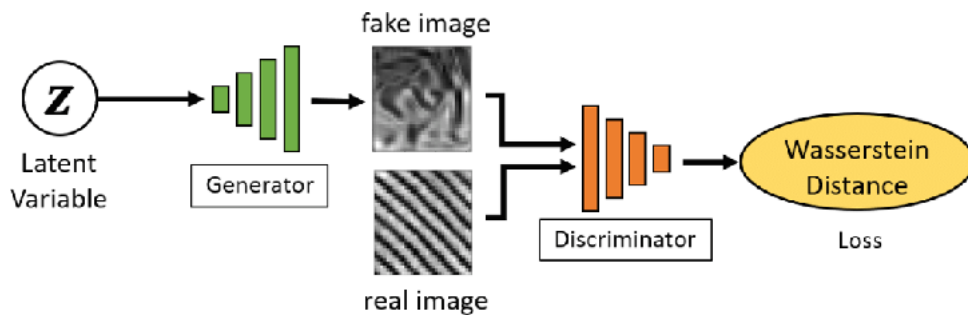 fake image
z
Latent
Variable
Generator
real image
Discriminator
Wasserstein
Distance
Loss